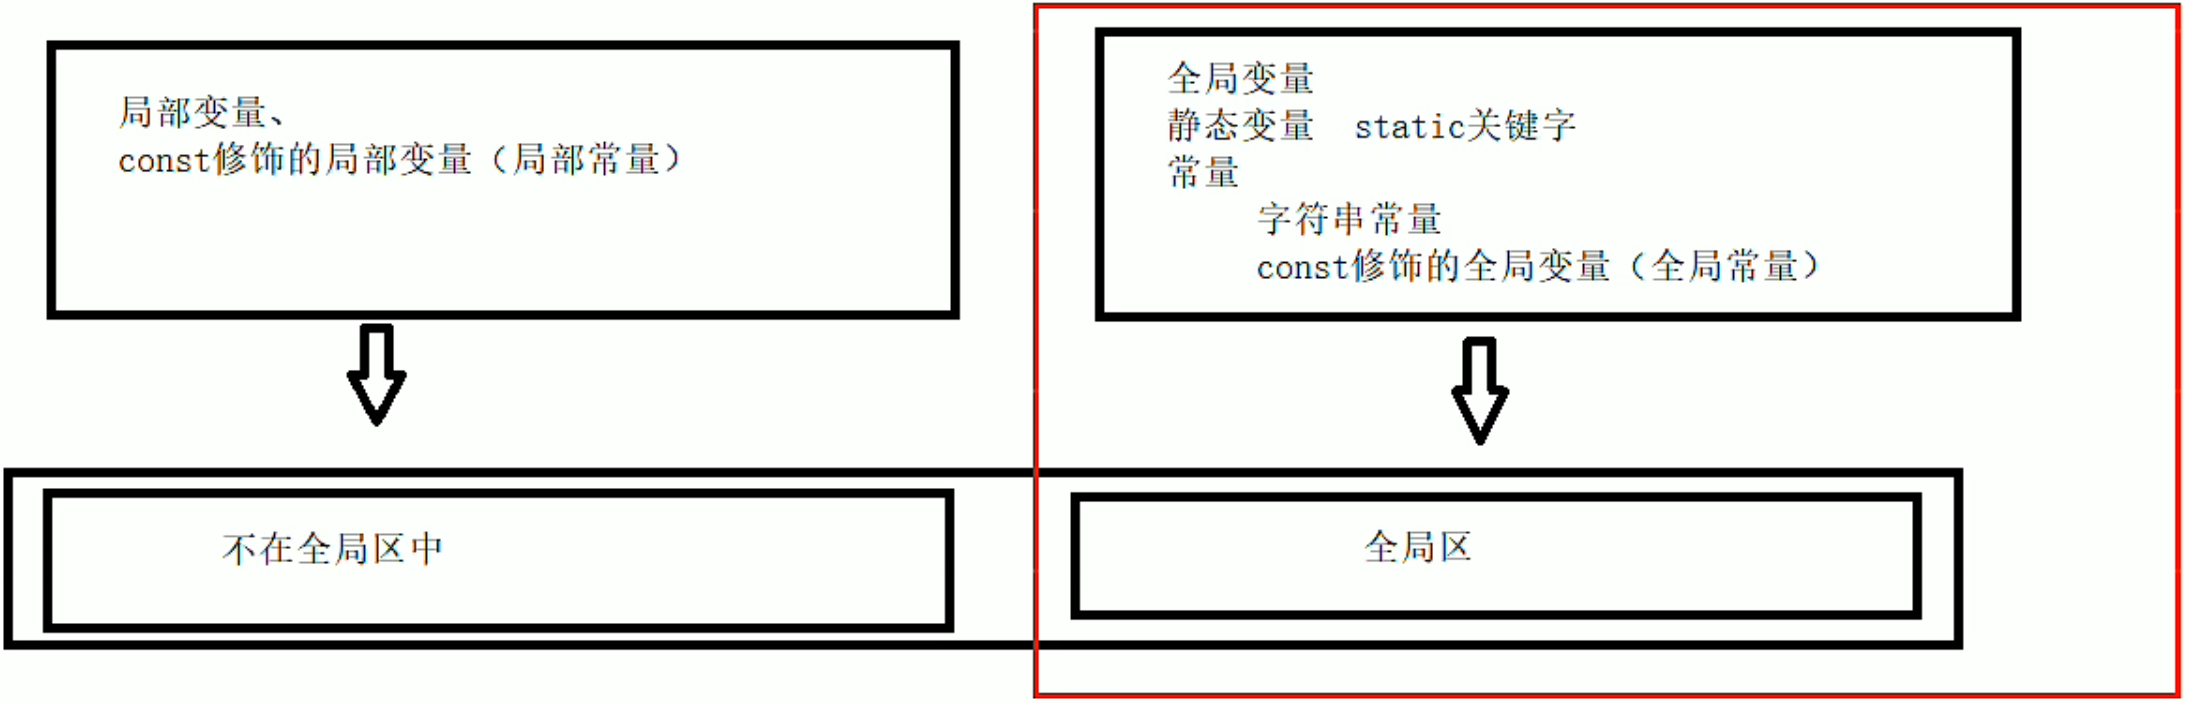 局部变量、
const修饰的局部变量（局部常量）
不在全局区中
全局变量
静态变量  static关键字
常量
字符串常量
const修饰的全局变量（全局常量）
全局区